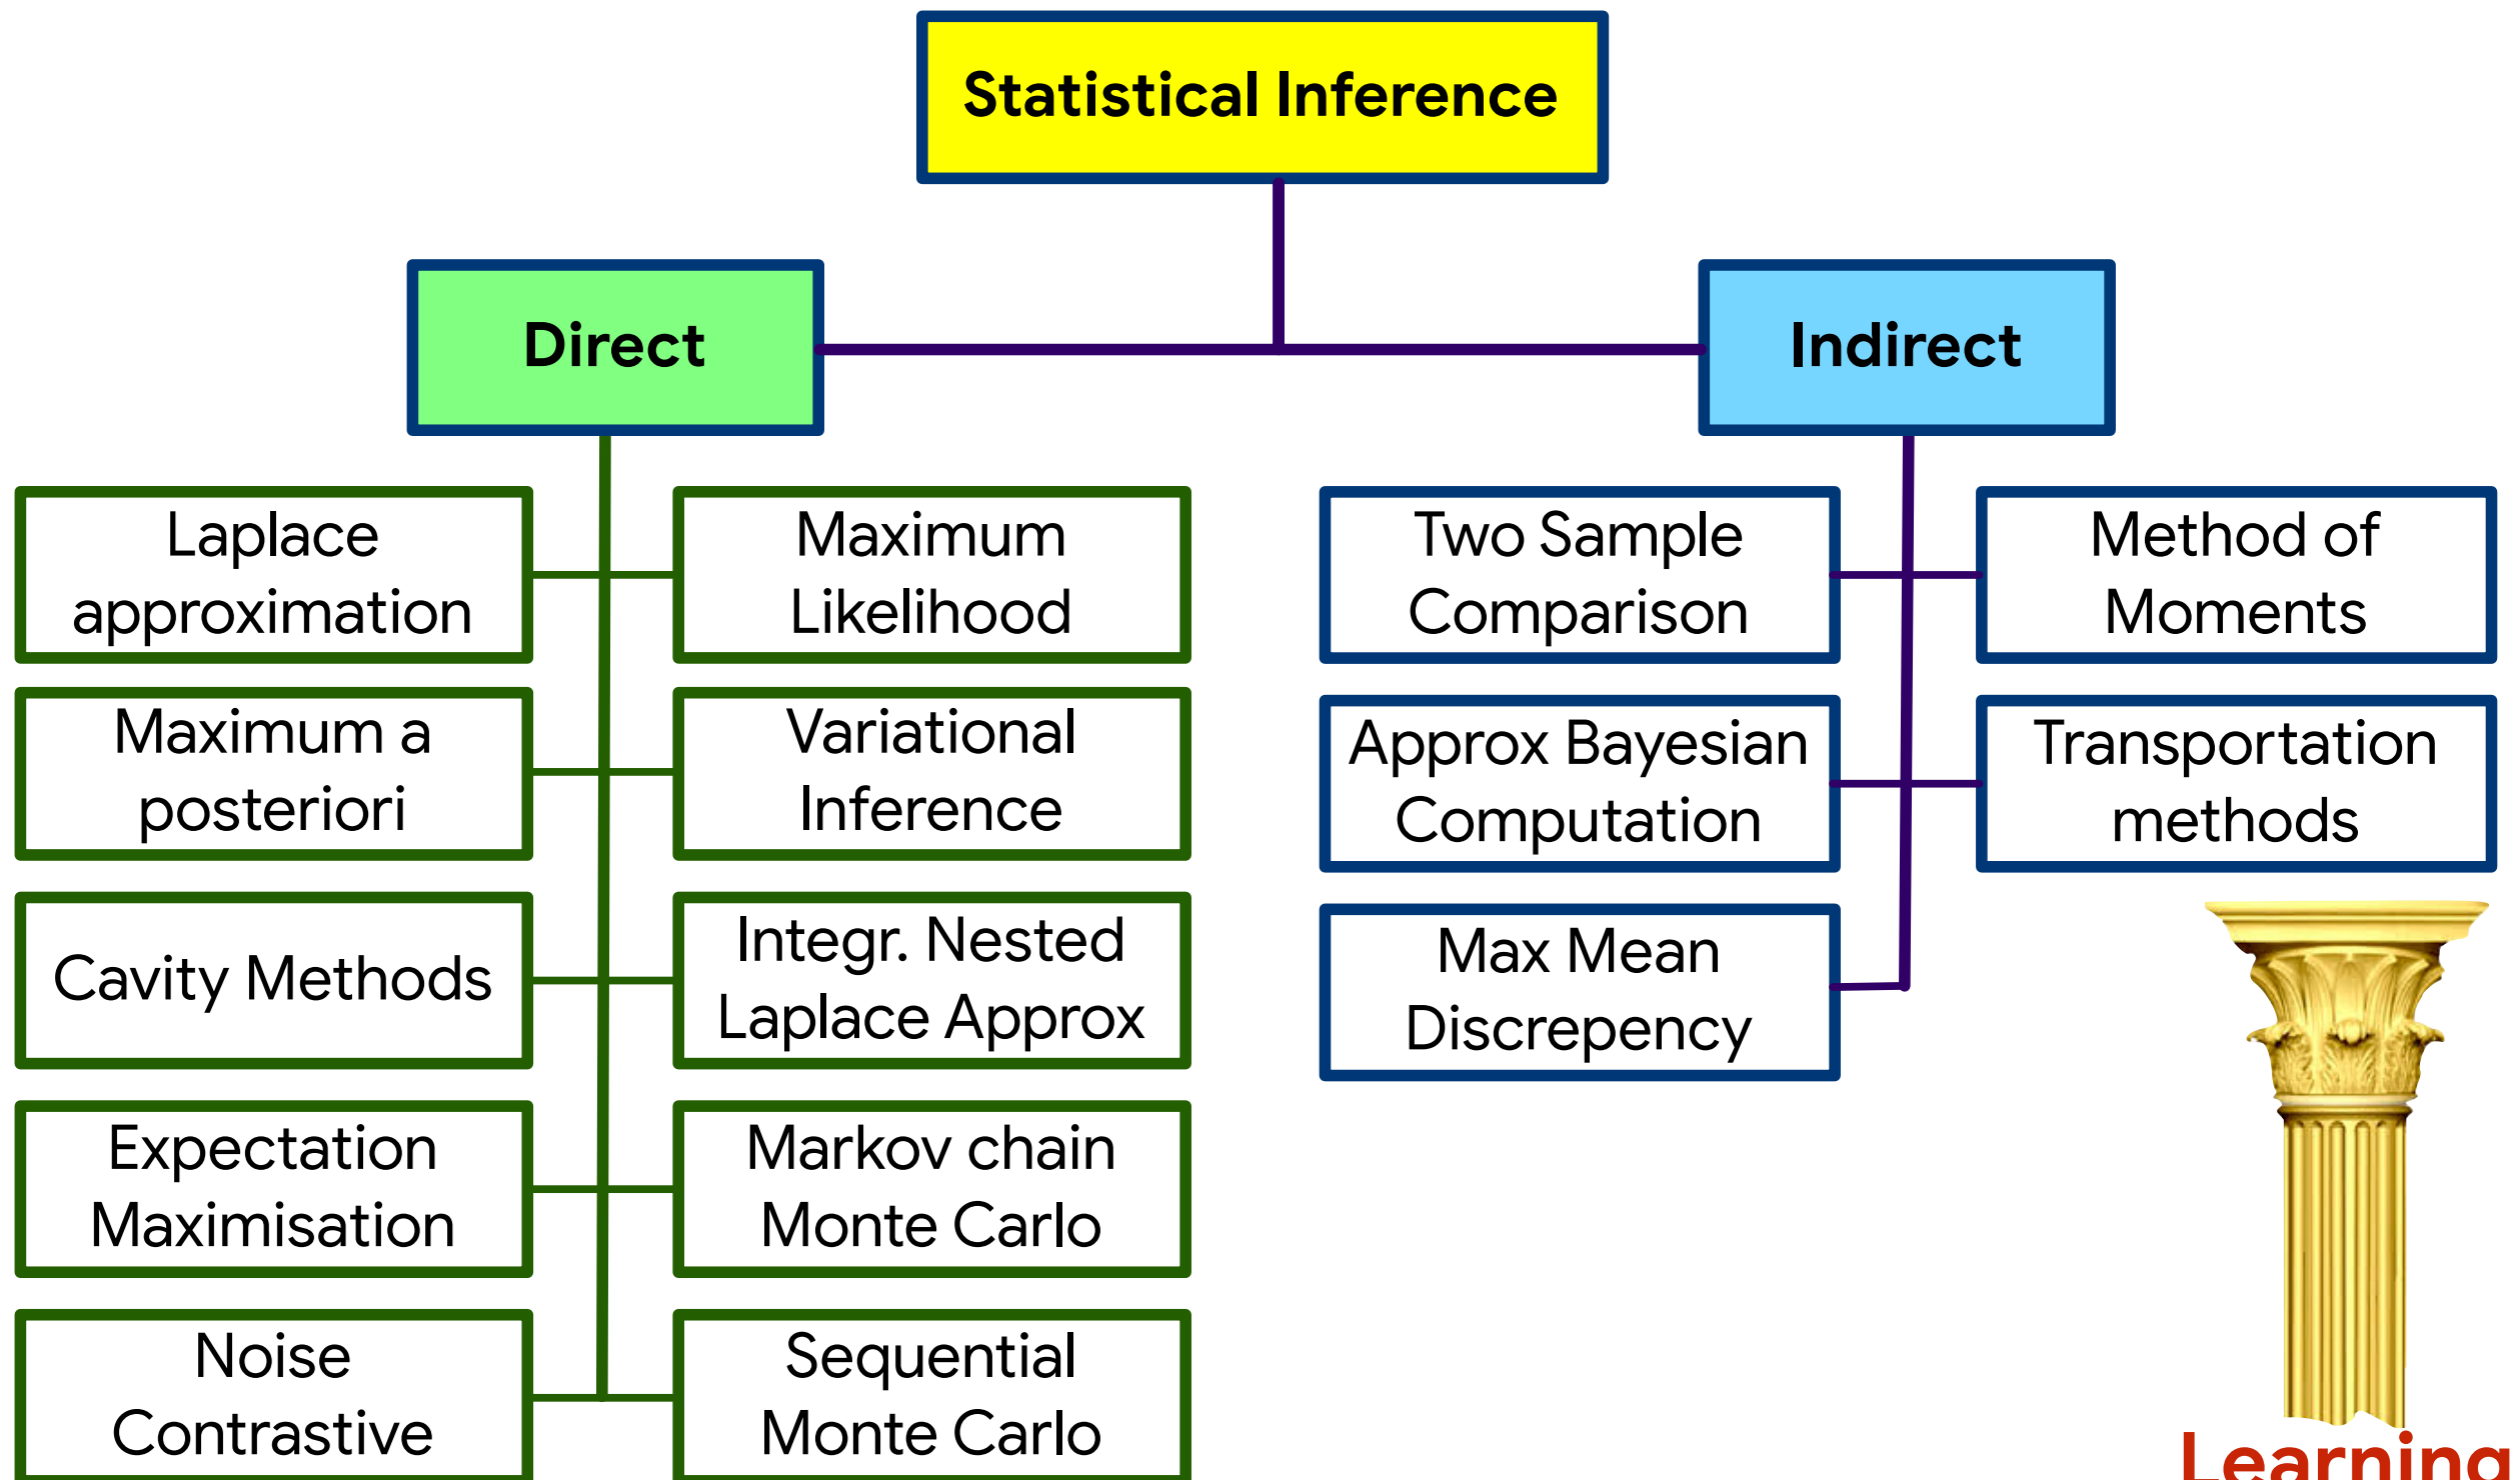 Statistical Inference
Direct
Indirect
Laplace
approximation
Maximum
Likelihood
Two Sample
Comparison
Method of
Moments
Maximum a
posteriori
Variational
Inference
Approx Bayesian
Computation
Transportation
methods
Cavity Methods
Integr. Nested
Laplace Approx
Max Mean
Discrepency
Expectation
Maximisation
Markov chain
Monte Carlo
Noise
Contrastive
Sequential
Monte Carlo
Learning